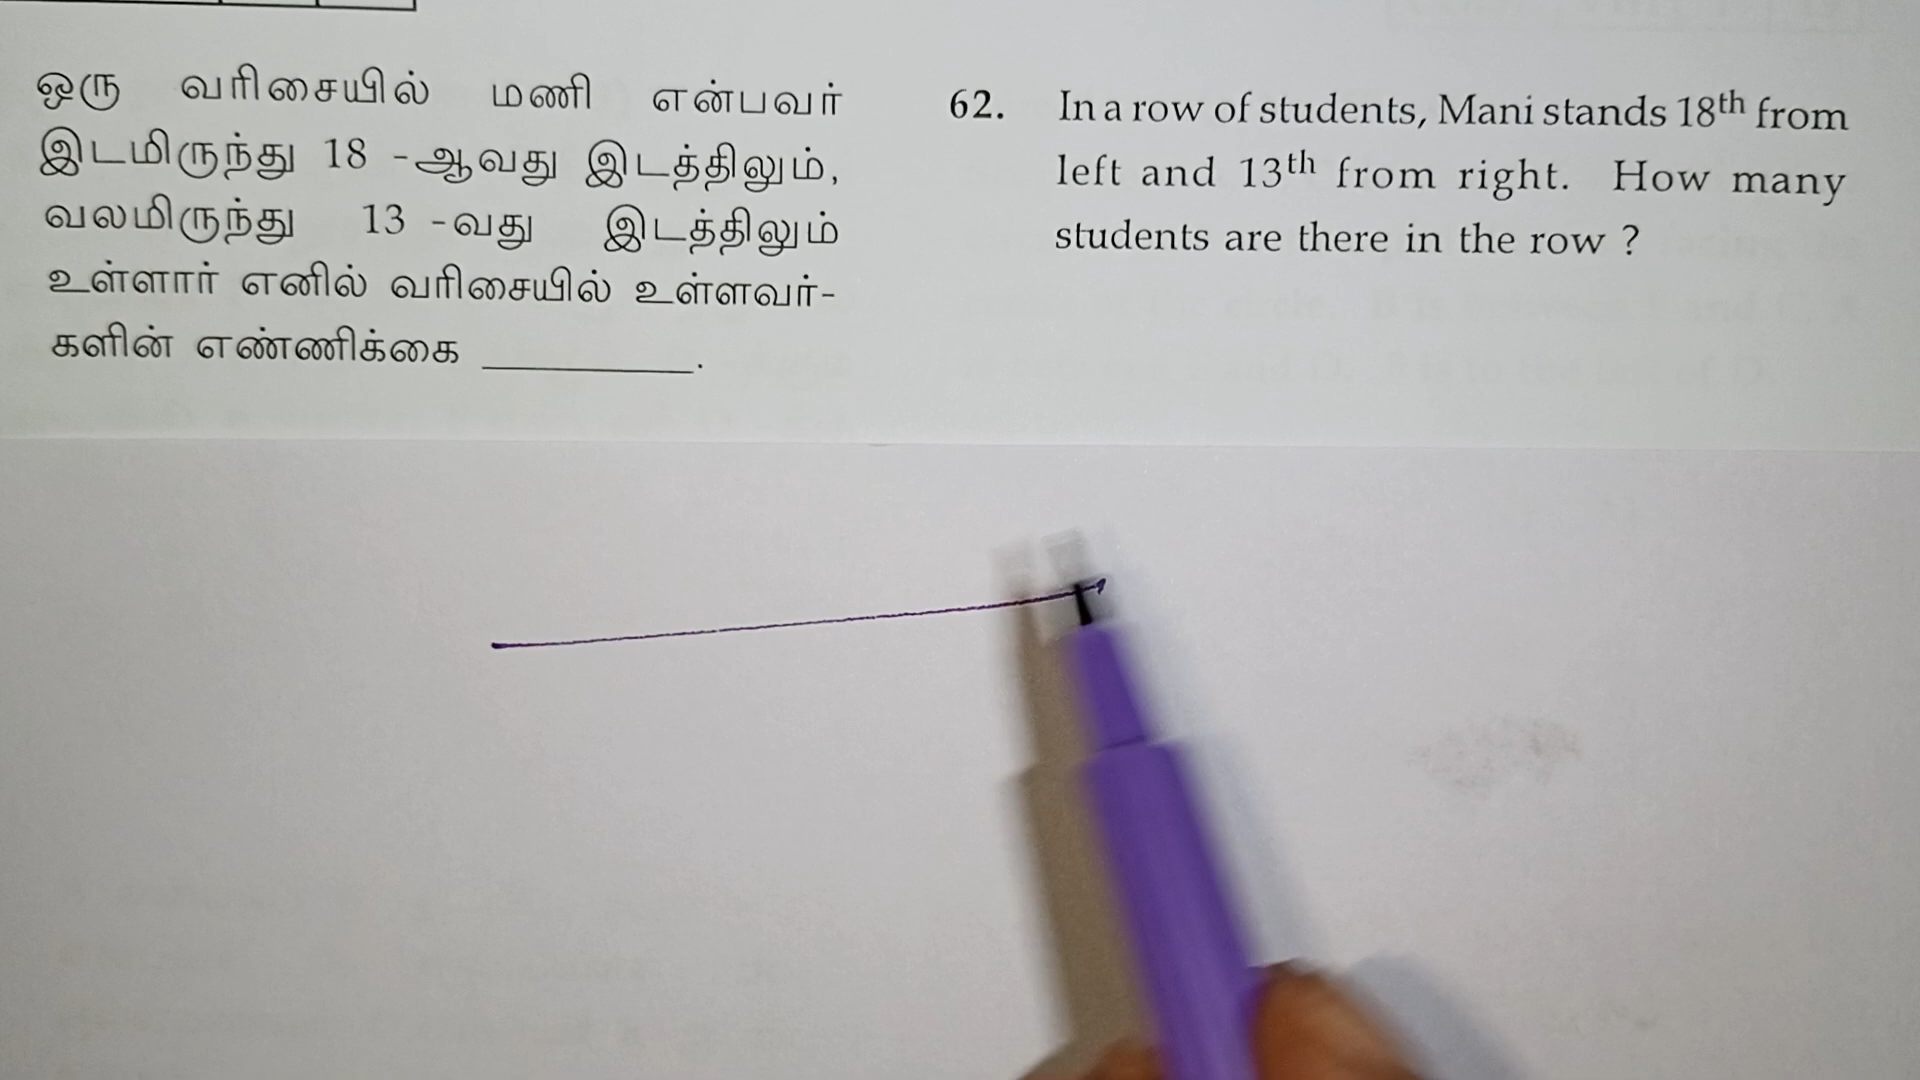 ஒரு வரிசையில் மணி என்பவர்
இடமிருந்து 18 -ஆவது இடத்திலும்,
வலமிருந்து 13 -வது இடத்திலும்
உள்ளார் எனில் வரிசையில் உள்ளவர்-
களின் எண்ணிக்கை _________.
62. In a row of students, Mani stands 18th from
left and 13th from right. How many
students are there in the row ?